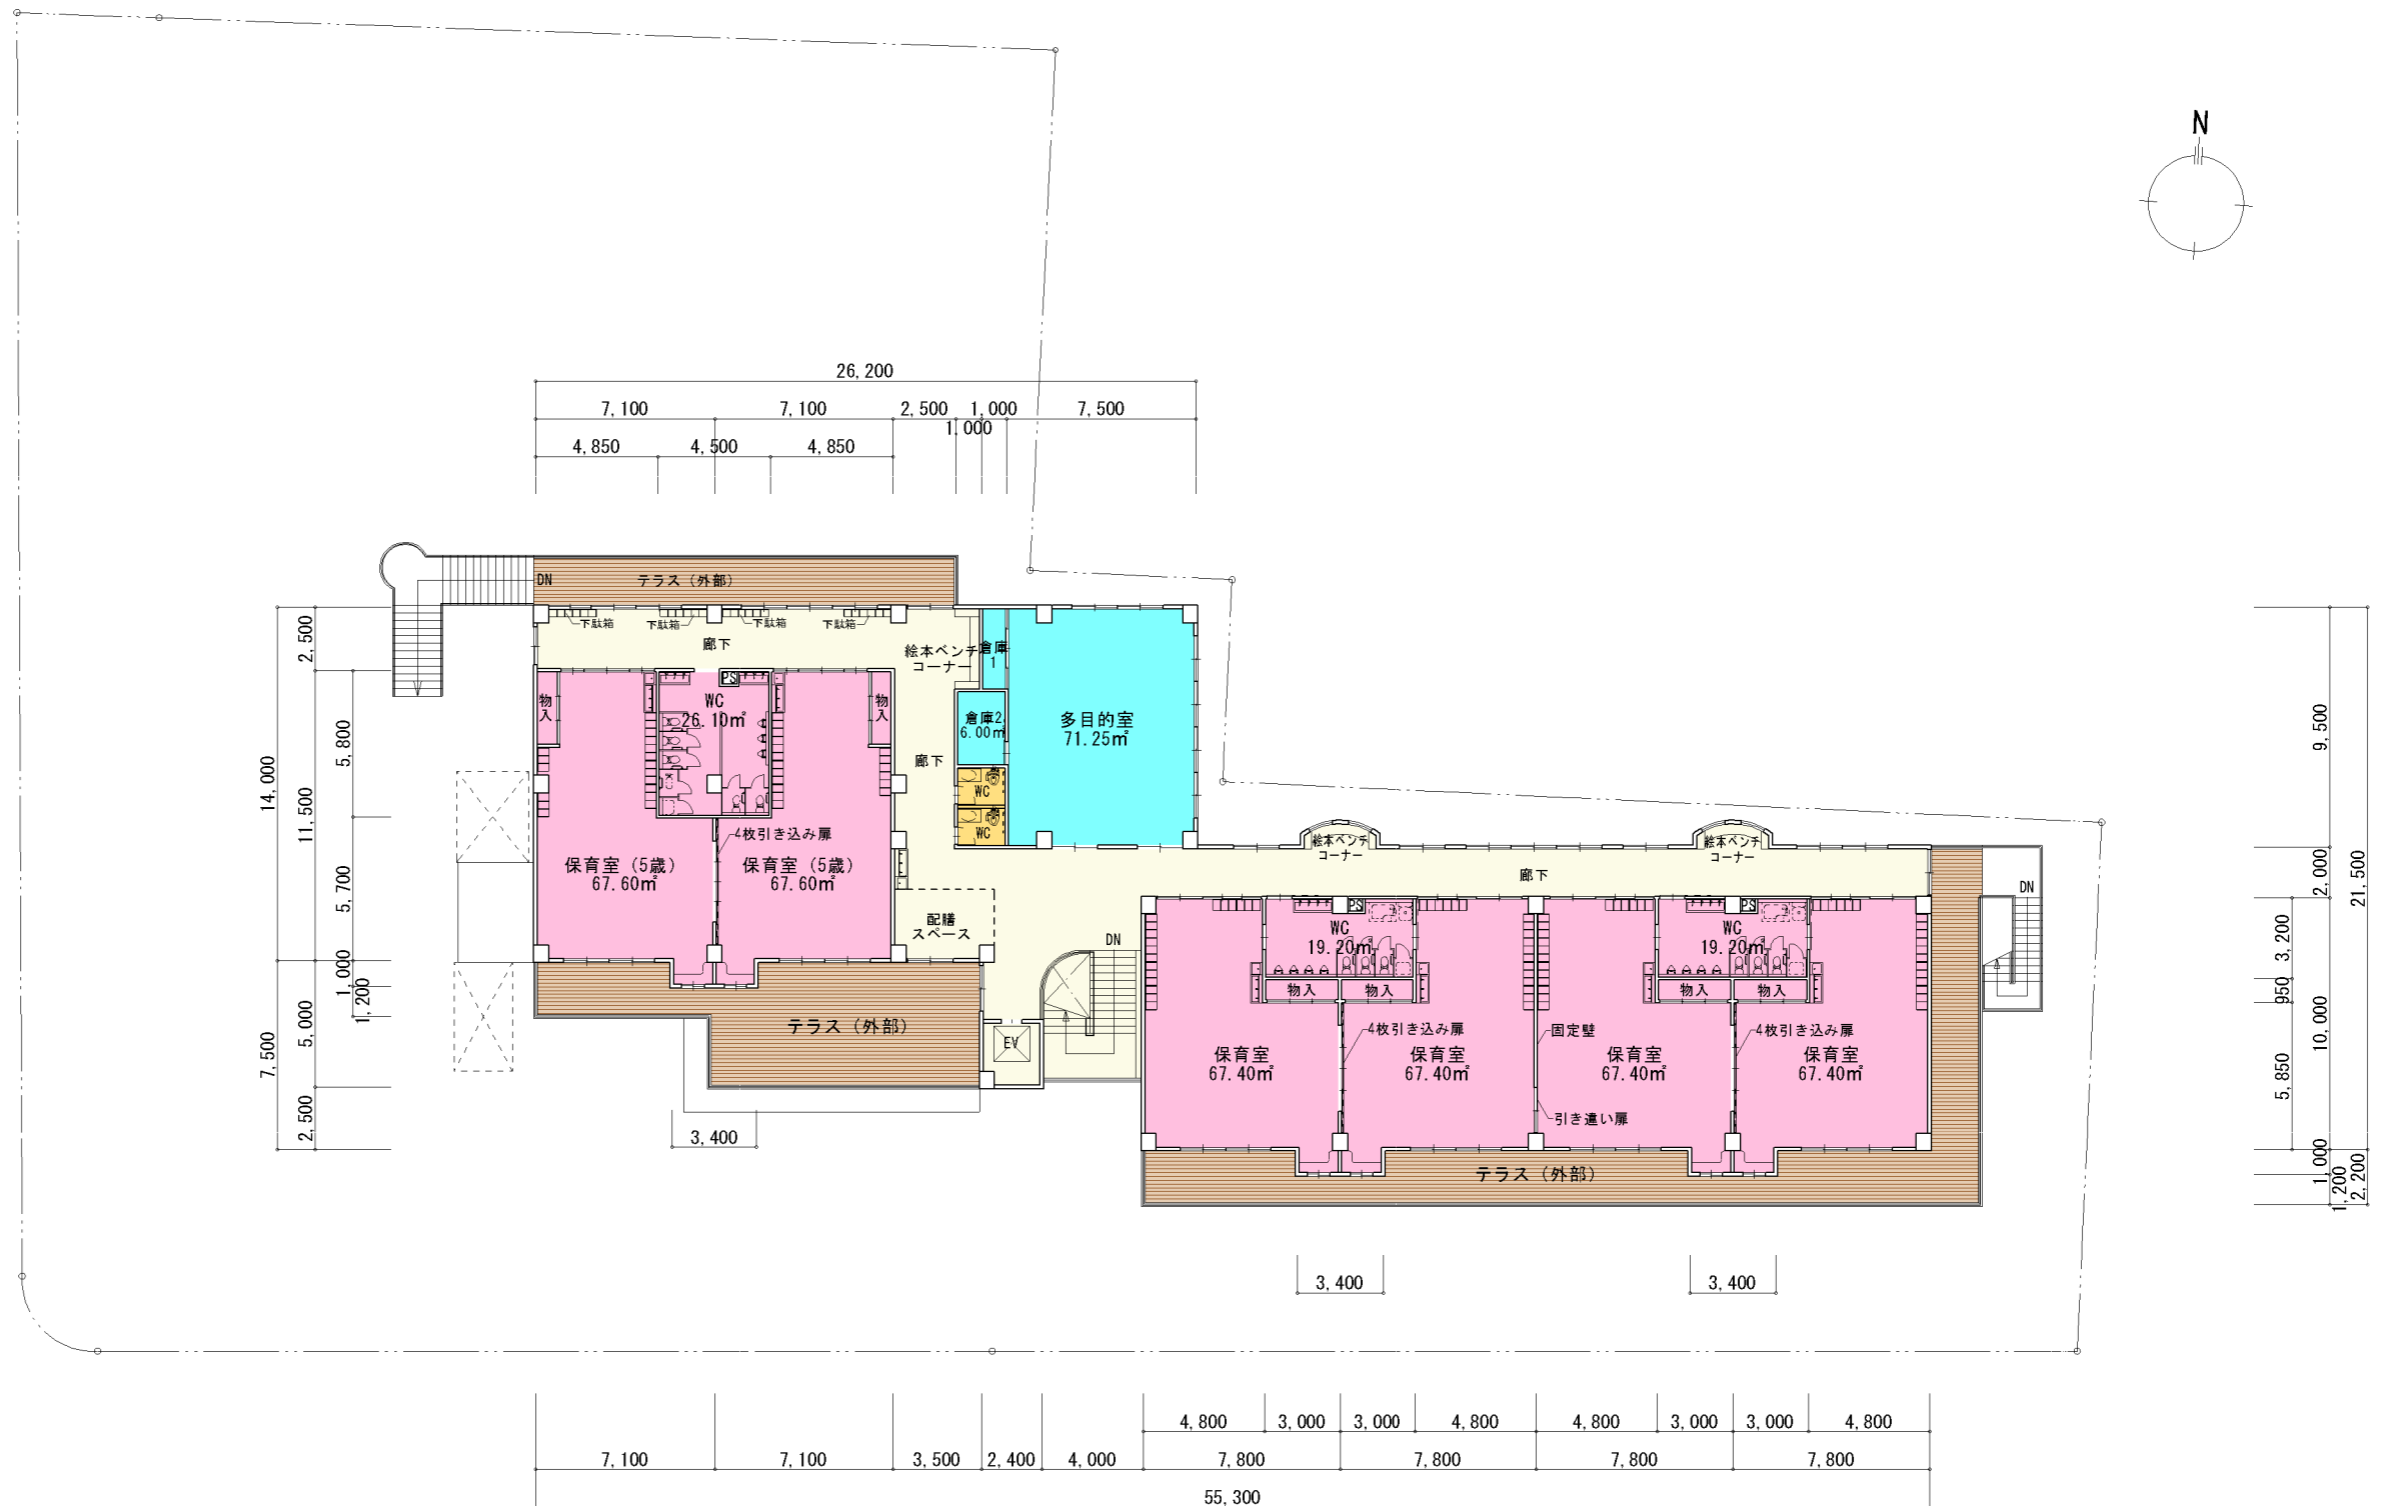 N
26,200
7,100 7,100 2,500 1,000 7,500
1,000
4,850 4,500 4,850
DN
テラス（外部）
下駄箱 下駄箱 下駄箱 下駄箱
廊下
絵本ベンチ
コーナー
倉庫
1
物入
WC
26.10㎡
PS
物入
倉庫2
6.00㎡
多目的室
71.25㎡
廊下
WC
WC
4枚引き込み扉
保育室（5歳）
67.60㎡
保育室（5歳）
67.60㎡
配膳
スペース
絵本ベンチ
コーナー
絵本ベンチ
コーナー
廊下
DN
DN
PS
WC
19.20㎡
PS
WC
19.20㎡
物入 物入 物入 物入
テラス（外部）
EV
4枚引き込み扉
固定壁
4枚引き込み扉
保育室
67.40㎡
保育室
67.40㎡
保育室
67.40㎡
保育室
67.40㎡
引き違い扉
テラス（外部）
14,000
7,500
2,500
11,500
5,000
2,500
5,800
5,700
1,000
1,200
9,500
2,000
10,000
1,000
1,200
21,500
2,200
3,200
950
5,850
3,400
3,400
3,400
4,800 3,000 3,000 4,800 4,800 3,000 3,000 4,800
7,100 7,100 3,500 2,400 4,000 7,800 7,800 7,800 7,800
55,300